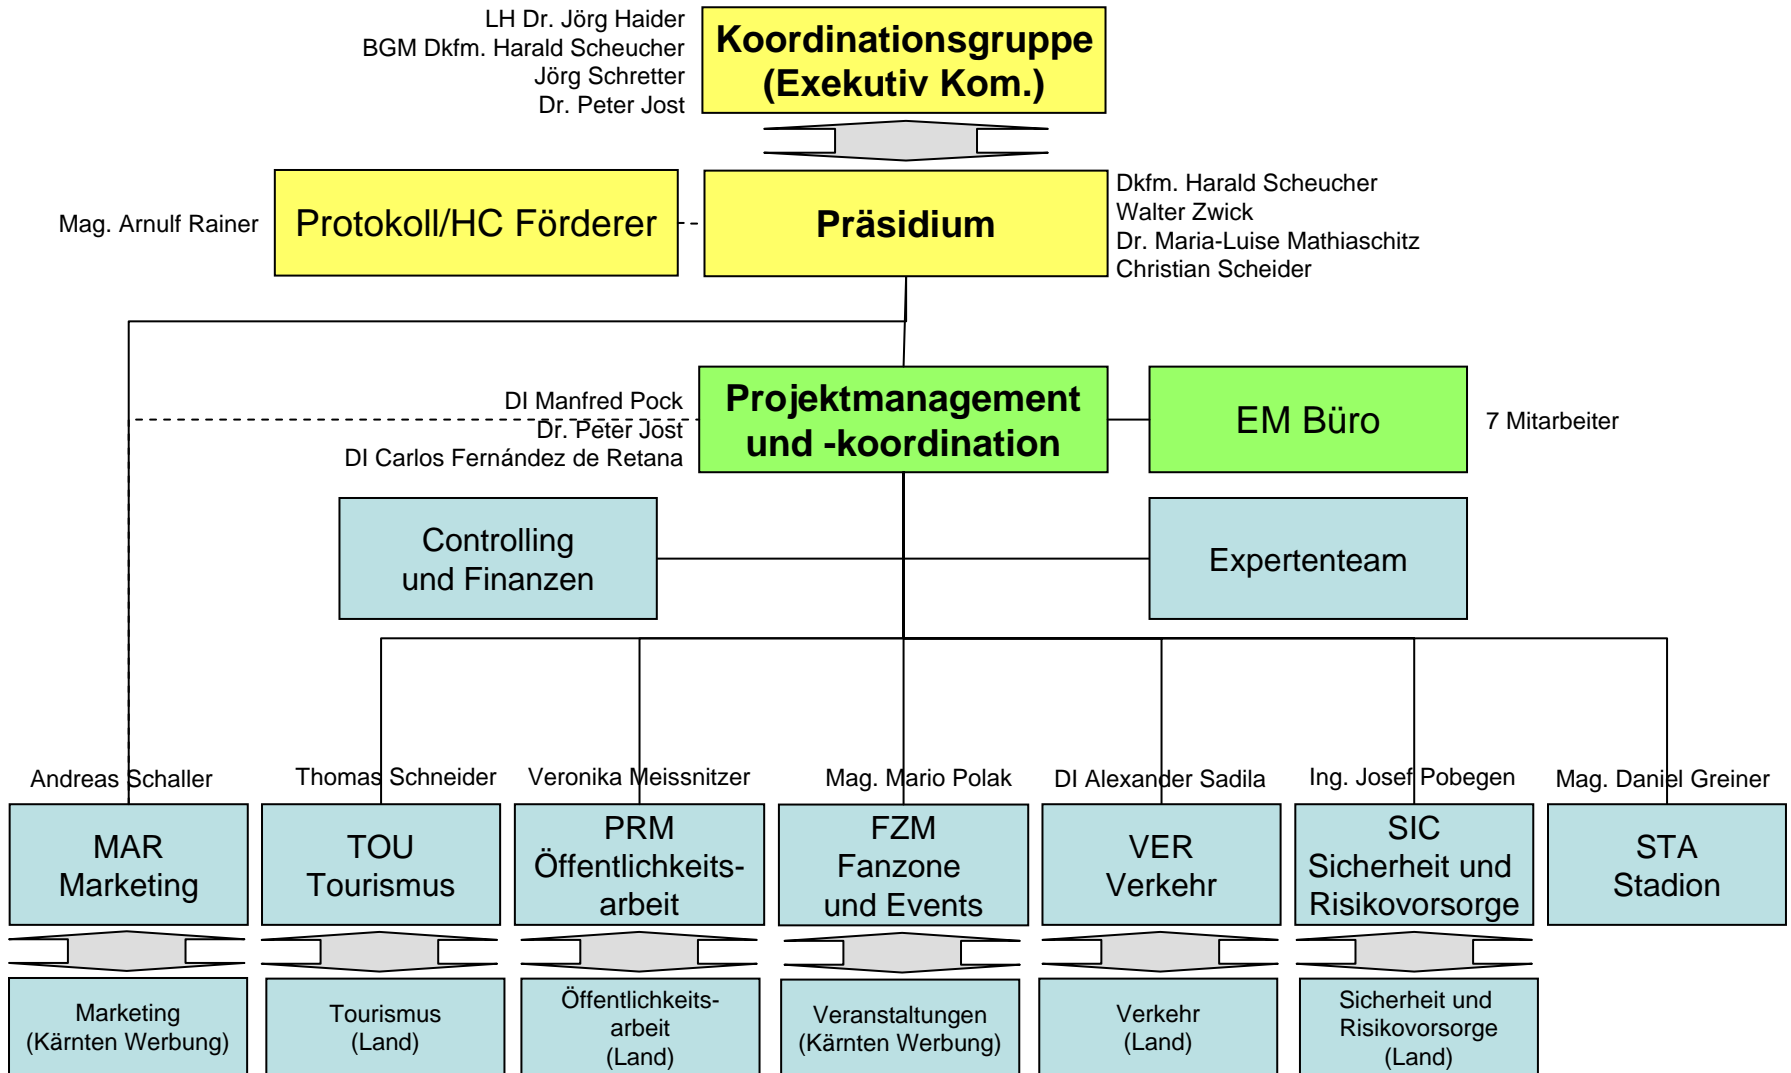 LH Dr. Jörg Haider
BGM Dkfm. Harald Scheucher
Jörg Schretter
Dr. Peter Jost
Koordinationsgruppe
(Exekutiv Kom.)
Mag. Arnulf Rainer
Protokoll/HC Förderer
Präsidium
Dkfm. Harald Scheucher
Walter Zwick
Dr. Maria-Luise Mathiaschitz
Christian Scheider
DI Manfred Pock
Dr. Peter Jost
DI Carlos Fernández de Retana
Projektmanagement
und -koordination
EM Büro
7 Mitarbeiter
Controlling
und Finanzen
Expertenteam
Andreas Schaller
Thomas Schneider
Veronika Meissnitzer
Mag. Mario Polak
DI Alexander Sadila
Ing. Josef Pobegen
Mag. Daniel Greiner
MAR
Marketing
TOU
Tourismus
PRM
Öffentlichkeits-
arbeit
FZM
Fanzone
und Events
VER
Verkehr
SIC
Sicherheit und
Risikovorsorge
STA
Stadion
Marketing
(Kärnten Werbung)
Tourismus
(Land)
Öffentlichkeits-
arbeit
(Land)
Veranstaltungen
(Kärnten Werbung)
Verkehr
(Land)
Sicherheit und
Risikovorsorge
(Land)